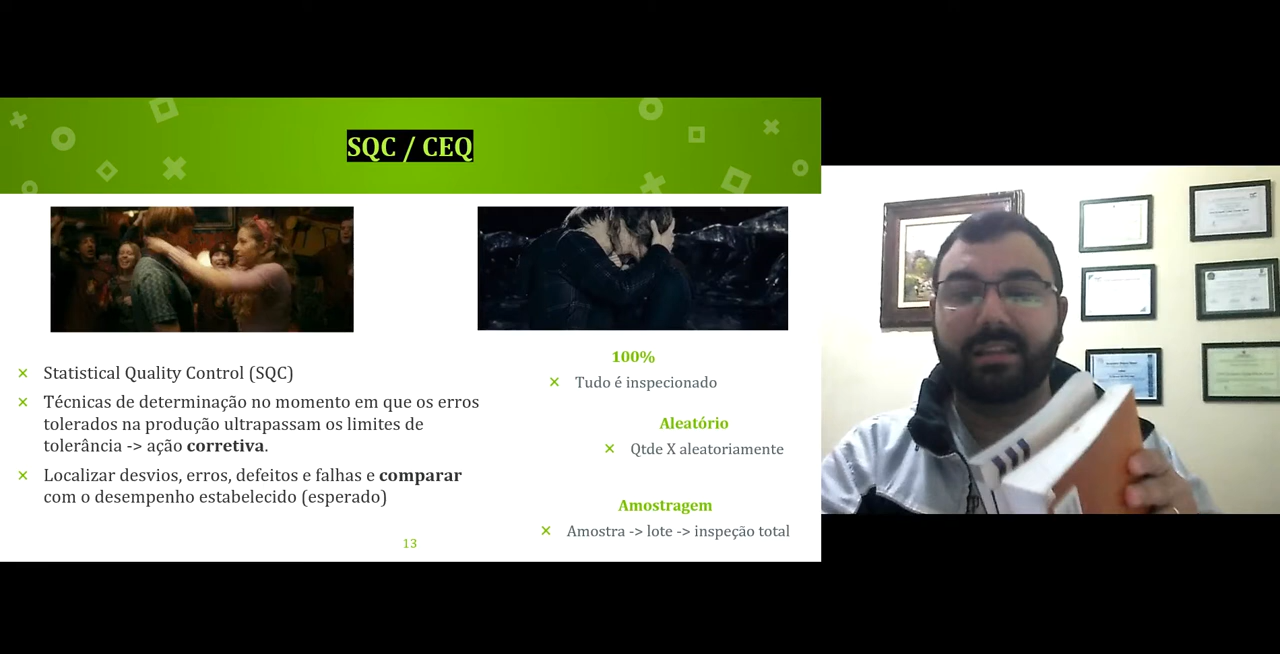 SQC / CEQ
Statistical Quality Control (SQC)
Técnicas de determinação no momento em que os erros
tolerados na produção ultrapassam os limites de
tolerância -> ação corretiva.
Localizar desvios, erros, defeitos e falhas e comparar
com o desempenho estabelecido (esperado)
100%
Tudo é inspecionado
Aleatório
Qtde X aleatoriamente
Amostragem
Amostra -> lote -> inspeção total
13